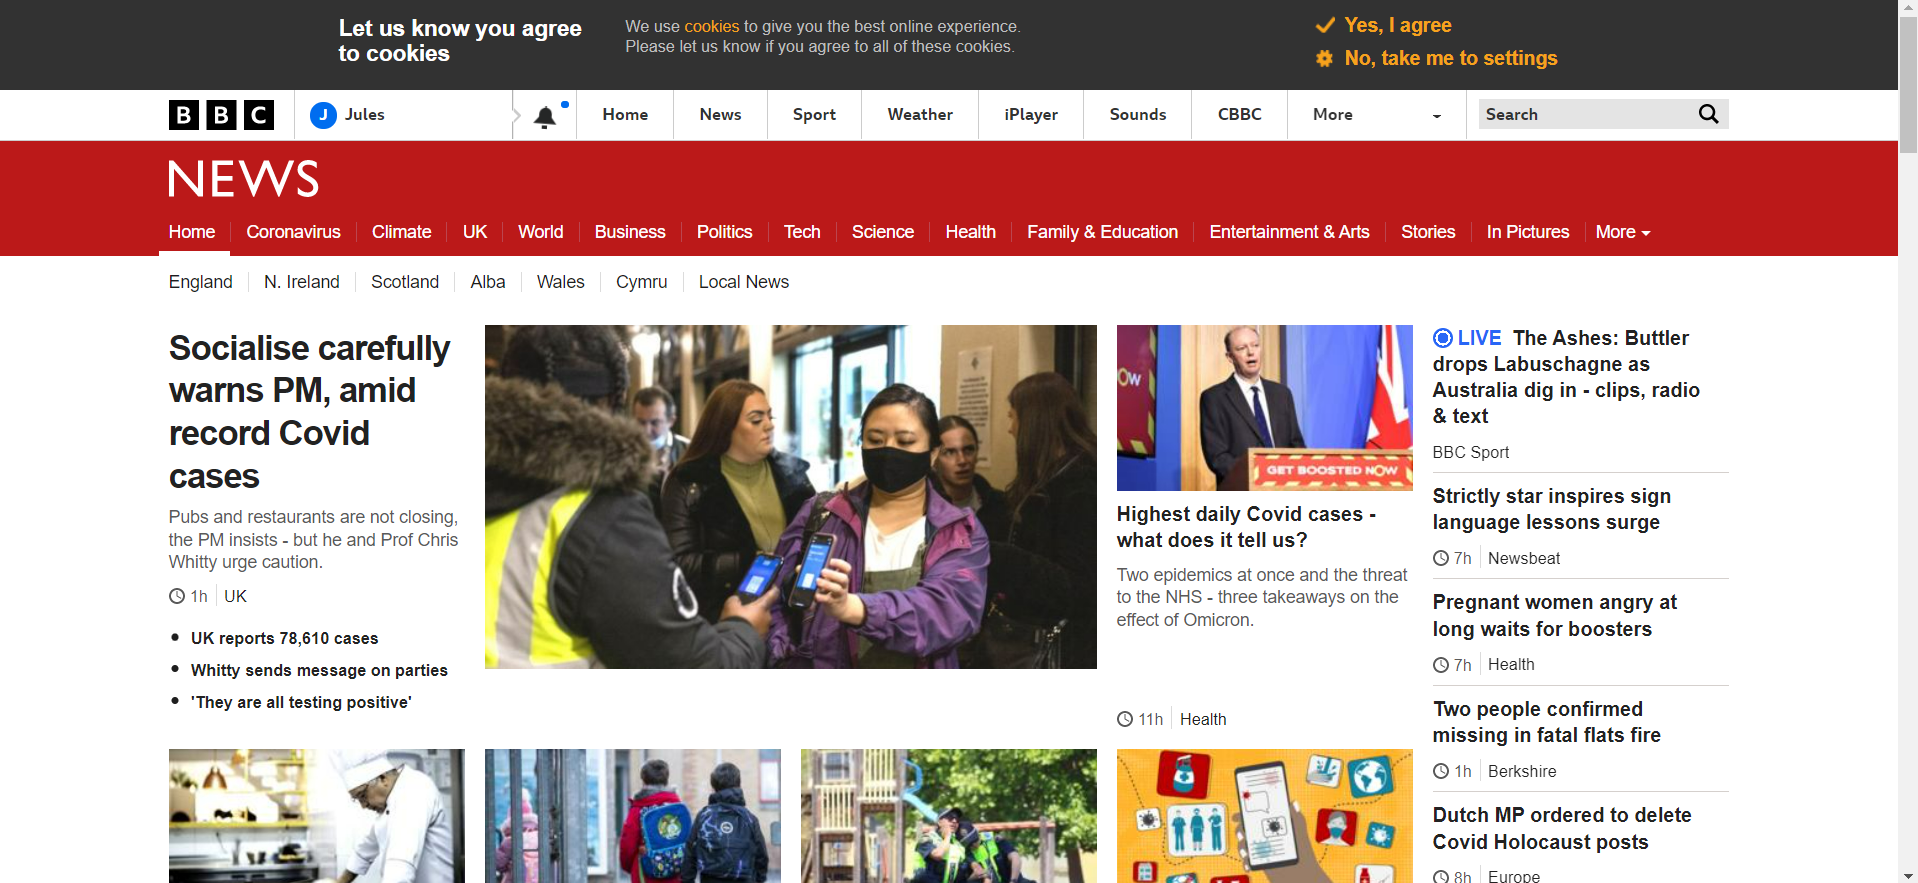 Let us know you agree
to cookies
We use cookies to give you the best online experience.
Please let us know if you agree to all of these cookies.
Yes, I agree
No, take me to settings
BBC
J Jules
Home
News
Sport
Weather
iPlayer
Sounds
CBBC
More
Search
NEWS
Home
Coronavirus
Climate
UK
World
Business
Politics
Tech
Science
Health
Family & Education
Entertainment & Arts
Stories
In Pictures
More
England
N. Ireland
Scotland
Alba
Wales
Cymru
Local News
Socialise carefully
warns PM, amid
record Covid
cases
Pubs and restaurants are not closing,
the PM insists - but he and Prof Chris
Whitty urge caution.
1h
UK
UK reports 78,610 cases
Whitty sends message on parties
'They are all testing positive'
OW
GET BOOSTED NOW
Highest daily Covid cases -
what does it tell us?
Two epidemics at once and the threat
to the NHS - three takeaways on the
effect of Omicron.
11h
Health
LIVE The Ashes: Buttler
drops Labuschagne as
Australia dig in - clips, radio
& text
BBC Sport
Strictly star inspires sign
language lessons surge
7h
Newsbeat
Pregnant women angry at
long waits for boosters
7h
Health
Two people confirmed
missing in fatal flats fire
1h
Berkshire
Dutch MP ordered to delete
Covid Holocaust posts
8h
Europe